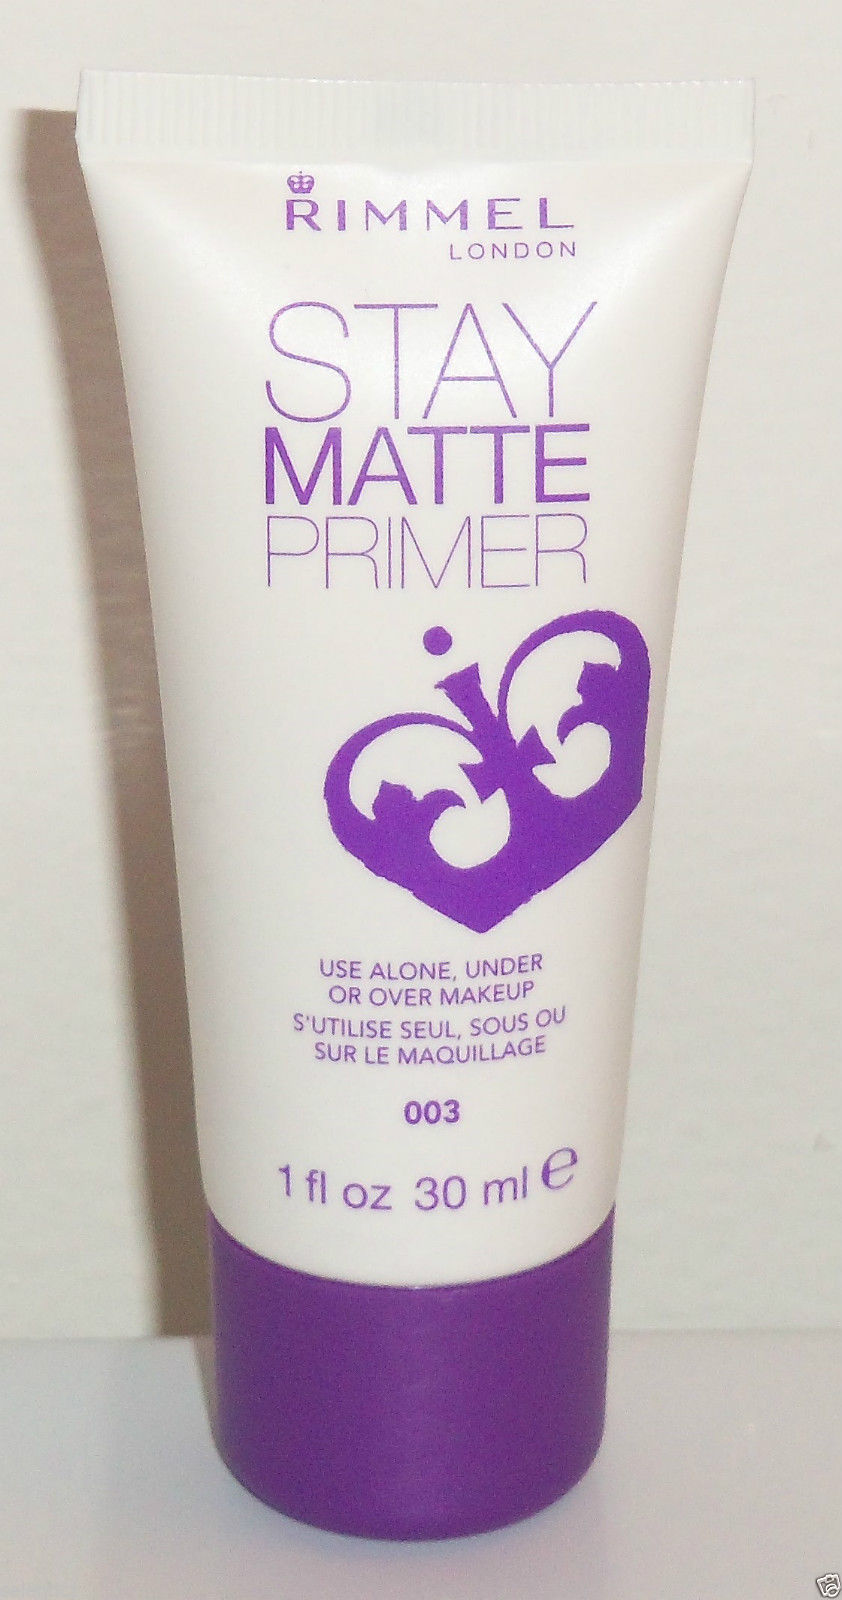 RIMMEL
LONDON
STAY
MATTE
PRIMER
USE ALONE, UNDER
OR OVER MAKEUP
S'UTILISE SEUL, SOUS OU
SUR LE MAQUILLAGE
003
1 fl oz 30 ml e